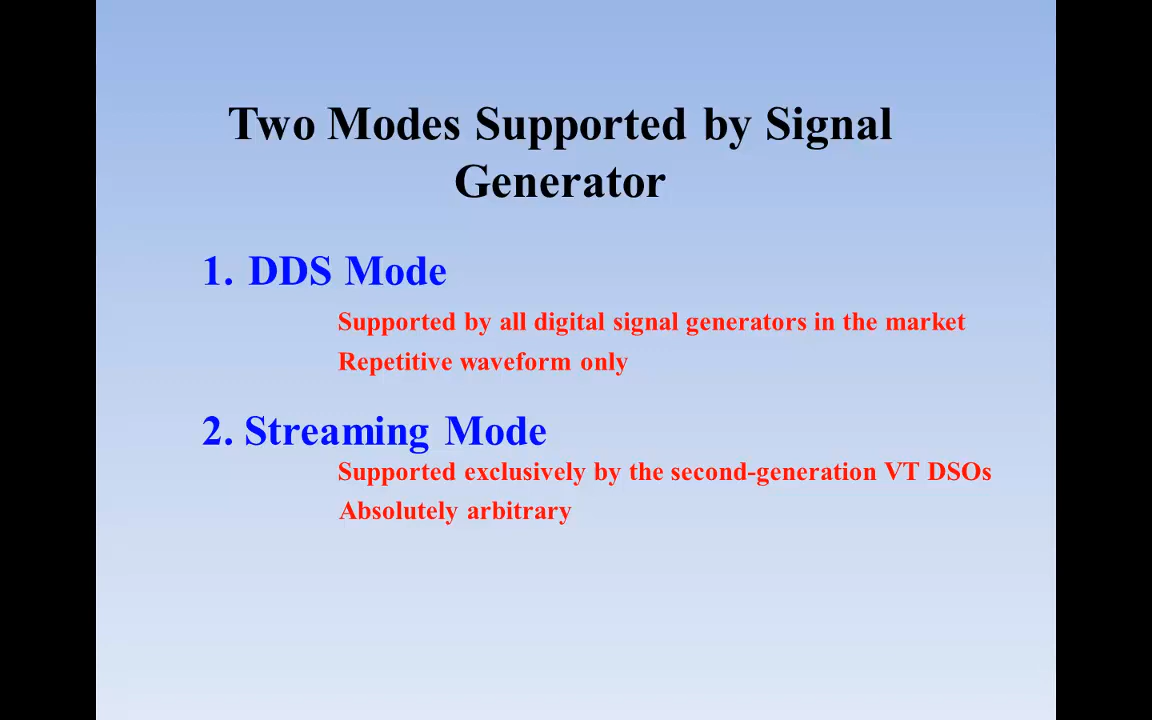 Two Modes Supported by Signal
Generator
1. DDS Mode
Supported by all digital signal generators in the market
Repetitive waveform only
2. Streaming Mode
Supported exclusively by the second-generation VT DSOs
Absolutely arbitrary